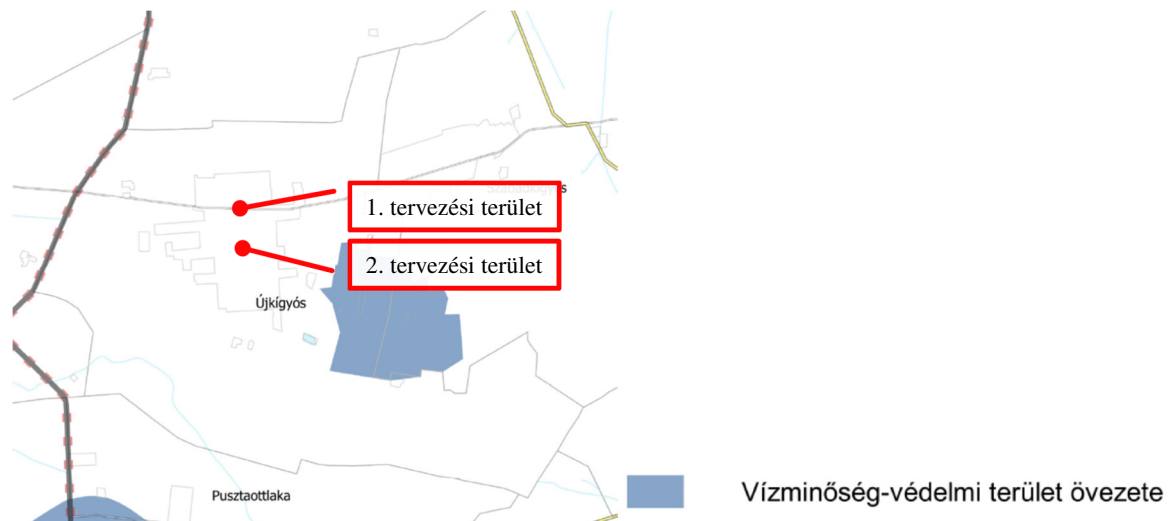 1. tervezési terület
2. tervezési terület
Újkígyós
Pusztaottlaka
Vízminőség-védelmi terület övezete